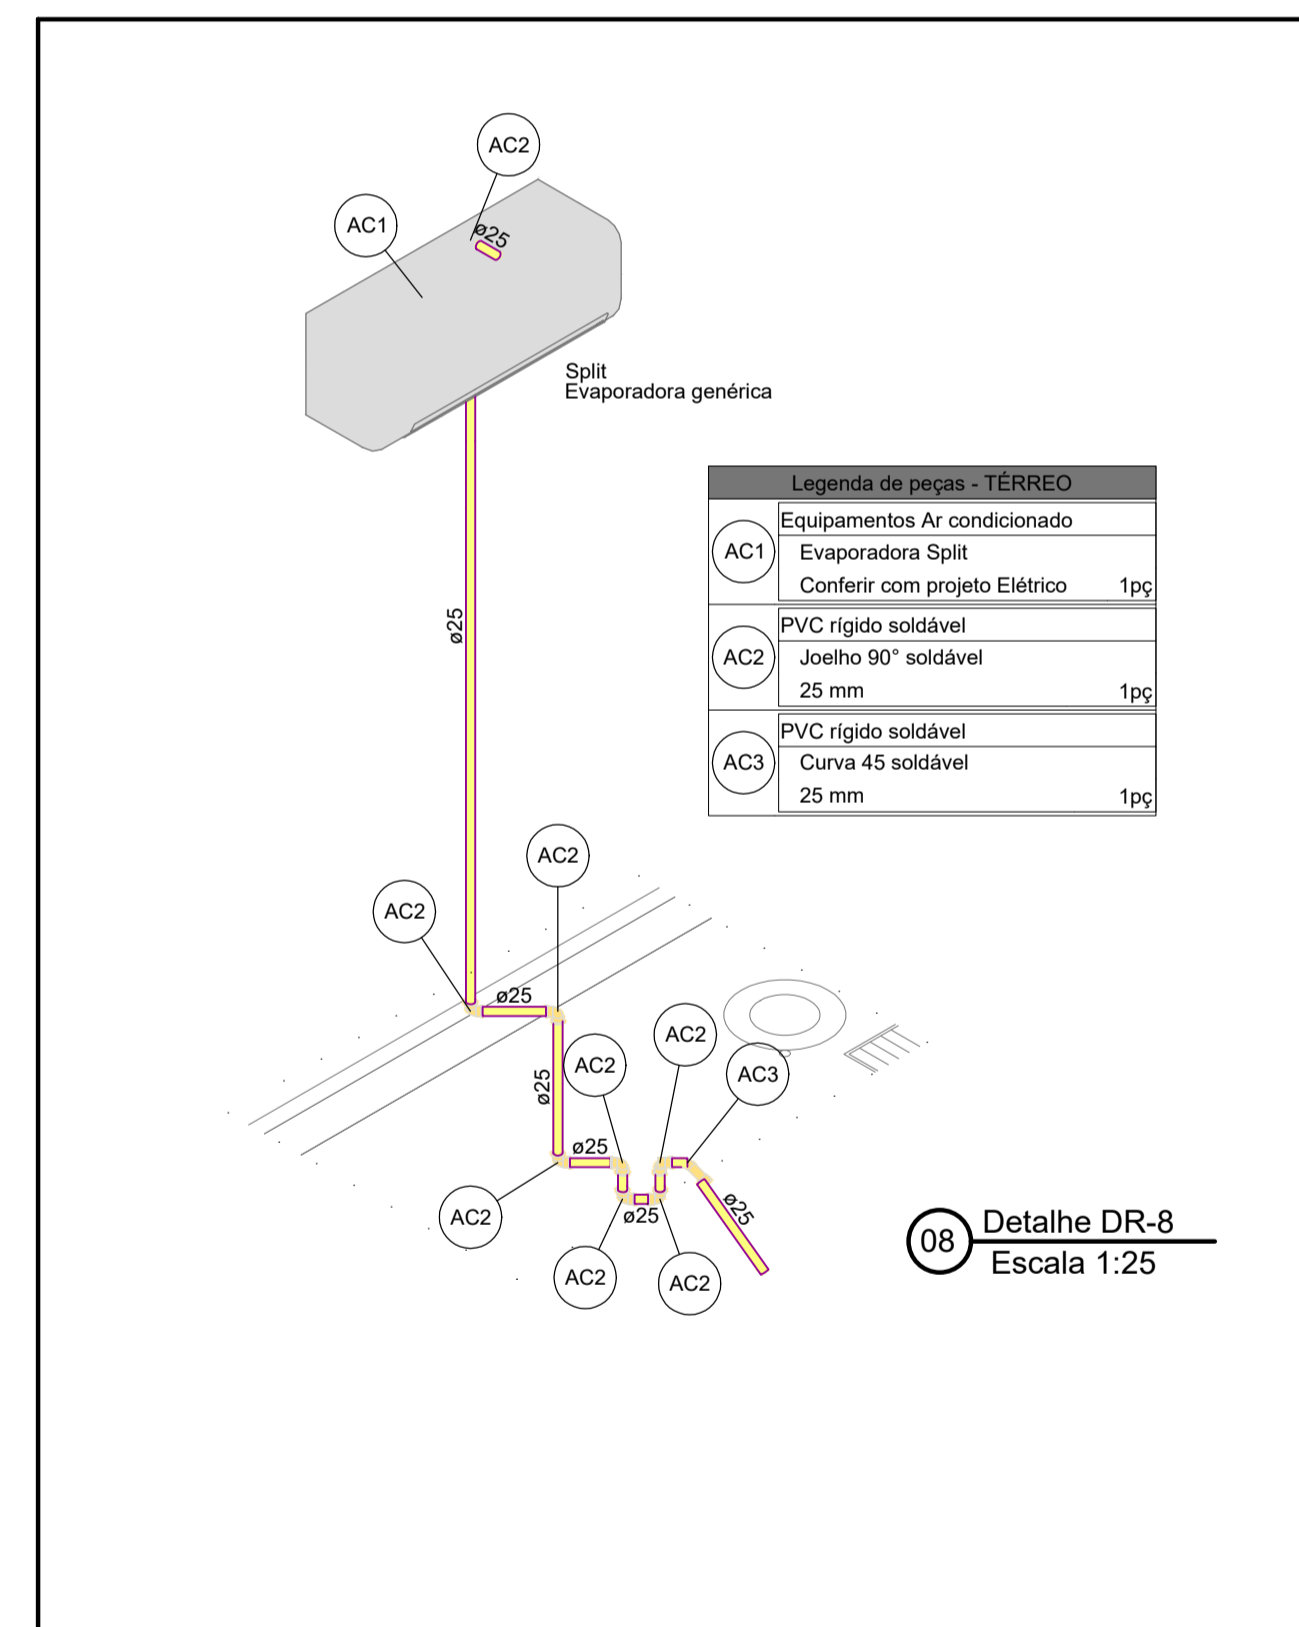 AC2
AC1
ø25
Split
Evaporadora genérica
Legenda de peças - TÉRREO
AC1
Equipamentos Ar condicionado
Evaporadora Split
Conferir com projeto Elétrico 1pç
AC2
PVC rígido soldável
Joelho 90° soldável
25 mm 1pç
AC3
PVC rígido soldável
Curva 45 soldável
25 mm 1pç
ø25
AC2
AC2
ø25
AC2
AC2
AC3
ø25
ø25
AC2
ø25
ø25
AC2
AC2
08
Detalhe DR-8
Escala 1:25